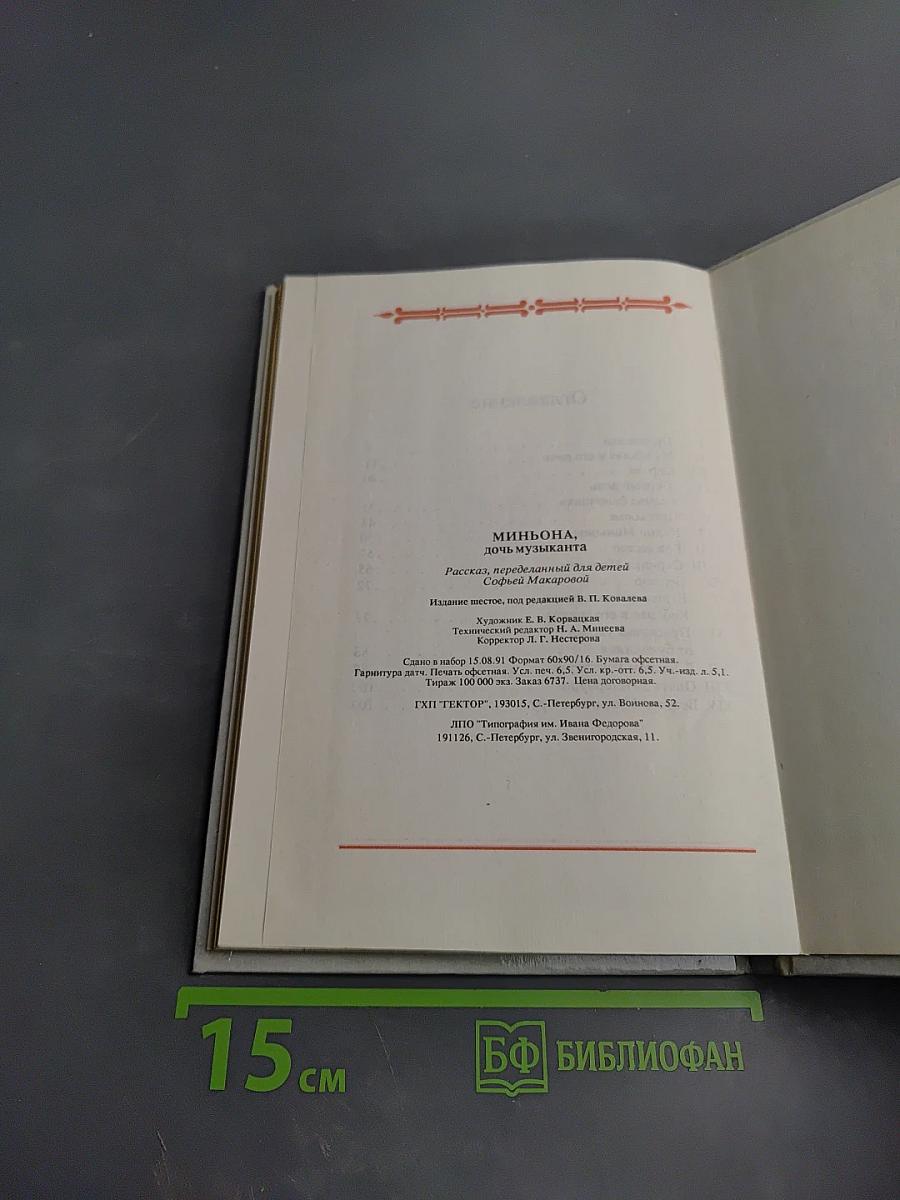 МИНЬОНА,
дочь музыканта
Рассказ, переделанный для детей
Софьей Макаровой
Издание шестое, под редакцией В. П. Ковалева
Художник Е. В. Корвацкая
Технический редактор Н. А. Минеева
Корректор Л. Г. Нестерова
Сдано в набор 15.08.91 Формат 60х90/16. Бумага офсетная.
Гарнитура датч. Печать офсетная. Усл. печ. 6,5. Усл. кр.-отт. 6,5. Уч.-изд. л. 5,1.
Тираж 100 000 экз. Заказ 6737. Цена договорная.
ГХП "ГЕКТОР", 193015, С.-Петербург, ул. Воинова, 52.
ЛПО "Типография им. Ивана Федорова"
191126, С.-Петербург, ул. Звенигородская, 11.
15 см
БФ БИБЛИОФАН